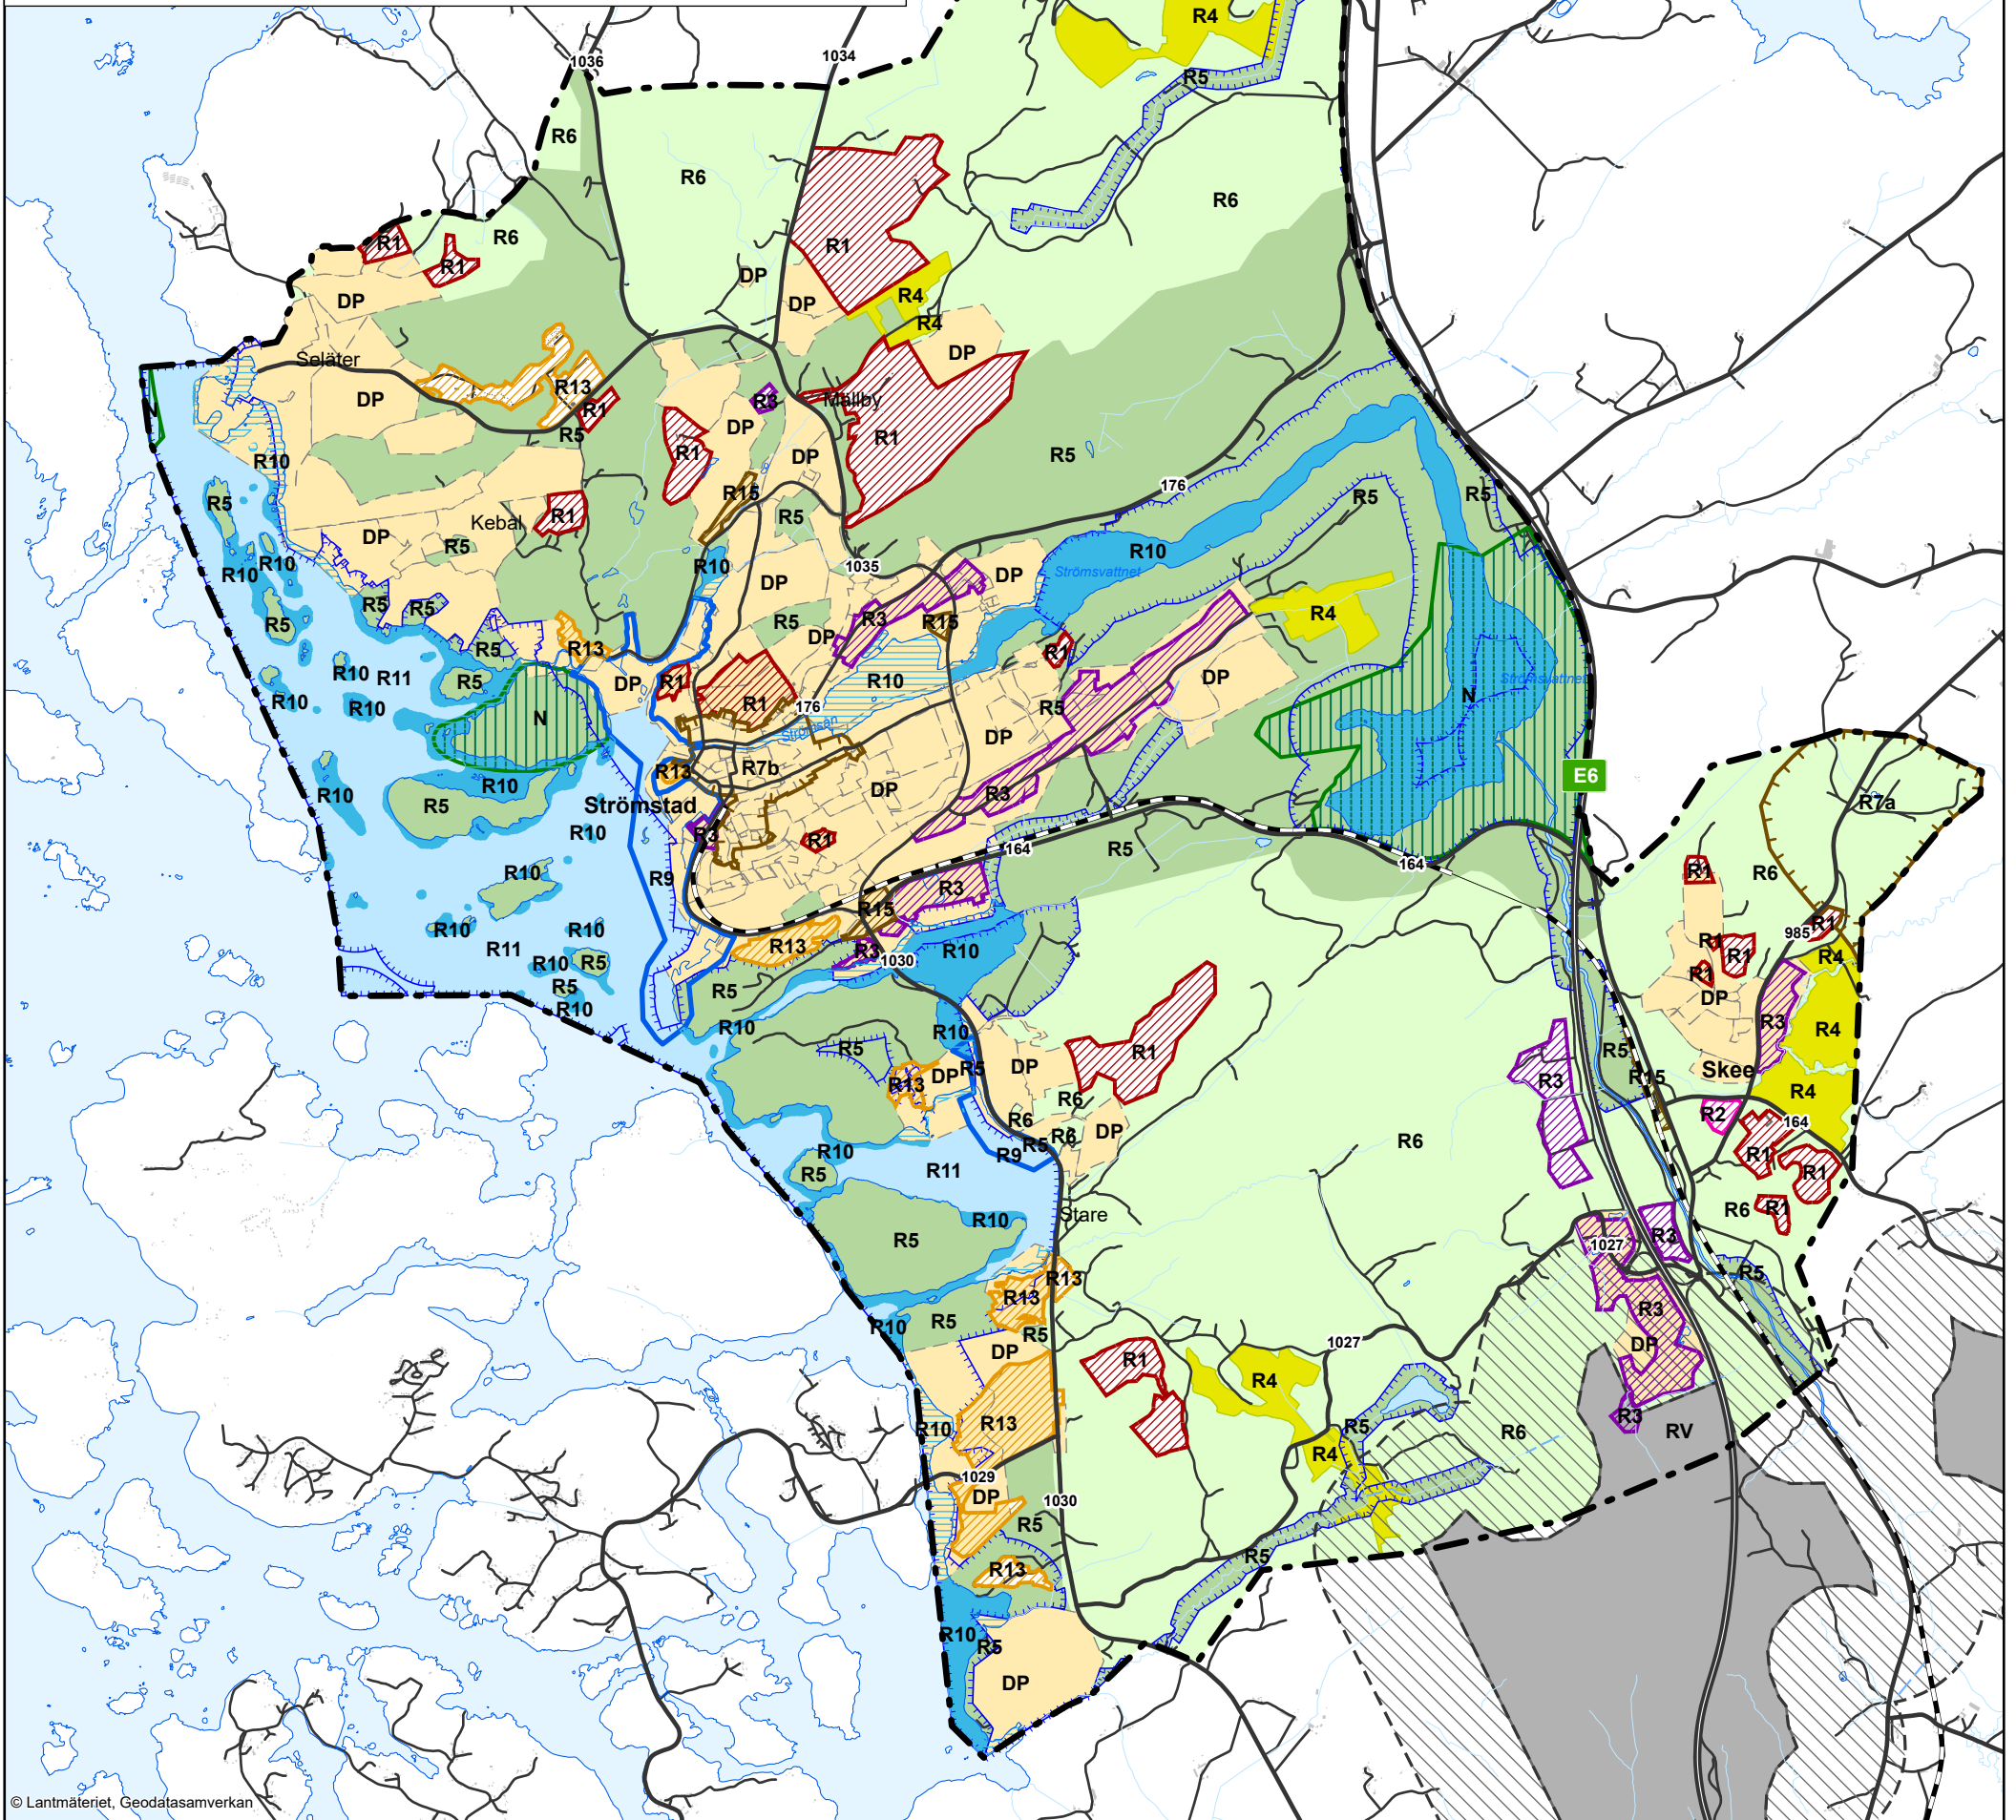 R4
1036
1034
R5
R6
R6
R6
R1
R6
R1
R1
DP
DP
DP
R4
R4
DP
Seläter
R13
R1
DP
R3
Mällby
N
R5
DP
R1
R1
DP
R5
R10
R15
176
R5
R5
R5
Kebal
R1
R5
DP
R5
R10
R10
R10
1035
DP
R10
Strömsvattnet
DP
R5
R5
R5
R5
DP
R3
R15
R4
R13
R5
R1
R10
R11
R5
DP
R1
R10
DP
Strömsvattnet
N
R10
R10
N
R1
176
R5
Strömsån
DP
R13
R7b
E6
R10
R10
R5
DP
R3
R7a
Strömstad
R10
R3
R1
164
R5
164
R1
R6
R10
R9
R3
R15
R10
R10
R11
R13
R3
1030
R10
R1
985
R1
R1
R4
R10
R5
R1
R5
R5
DP
R10
R10
R10
R3
R4
R5
R1
R5
DP
R5
DP
R13
R3
R15
Skee
R4
R6
R6
R2
164
R6
DP
R5
R6
R10
R9
R11
R5
R1
R1
Stare
R10
R5
R6
R1
R3
1027
R13
R5
R13
R3
R5
R10
R5
DP
1027
DP
R1
R4
R13
R10
R5
R3
RV
R6
R4
1029
DP
1030
R5
R5
R13
R10
R5
DP
© Lantmäteriet, Geodatasamverkan